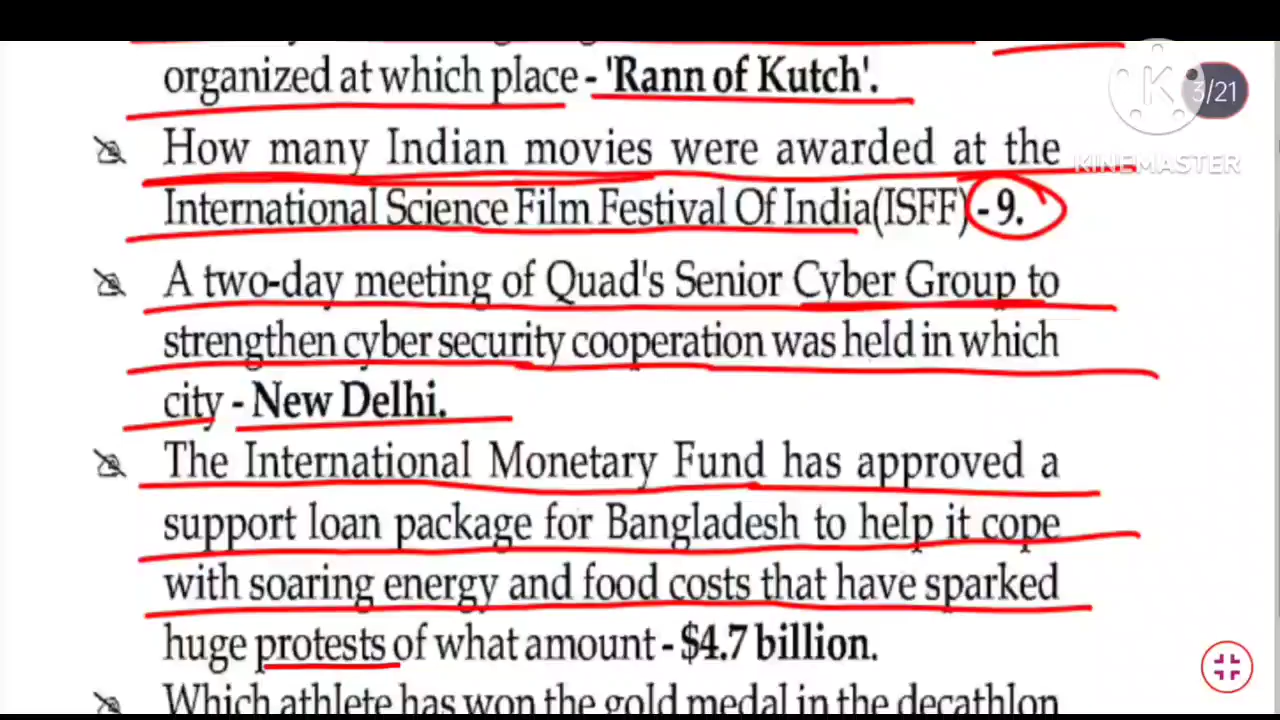 organized at which place - 'Rann of Kutch'.
3/21
How many Indian movies were awarded at the
KINEMASTER
International Science Film Festival Of India(ISFF) - 9.
A two-day meeting of Quad's Senior Cyber Group to
strengthen cyber security cooperation was held in which
city - New Delhi.
The International Monetary Fund has approved a
support loan package for Bangladesh to help it cope
with soaring energy and food costs that have sparked
huge protests of what amount - $4.7 billion.
Which athlete has won the gold medal in the decathlon